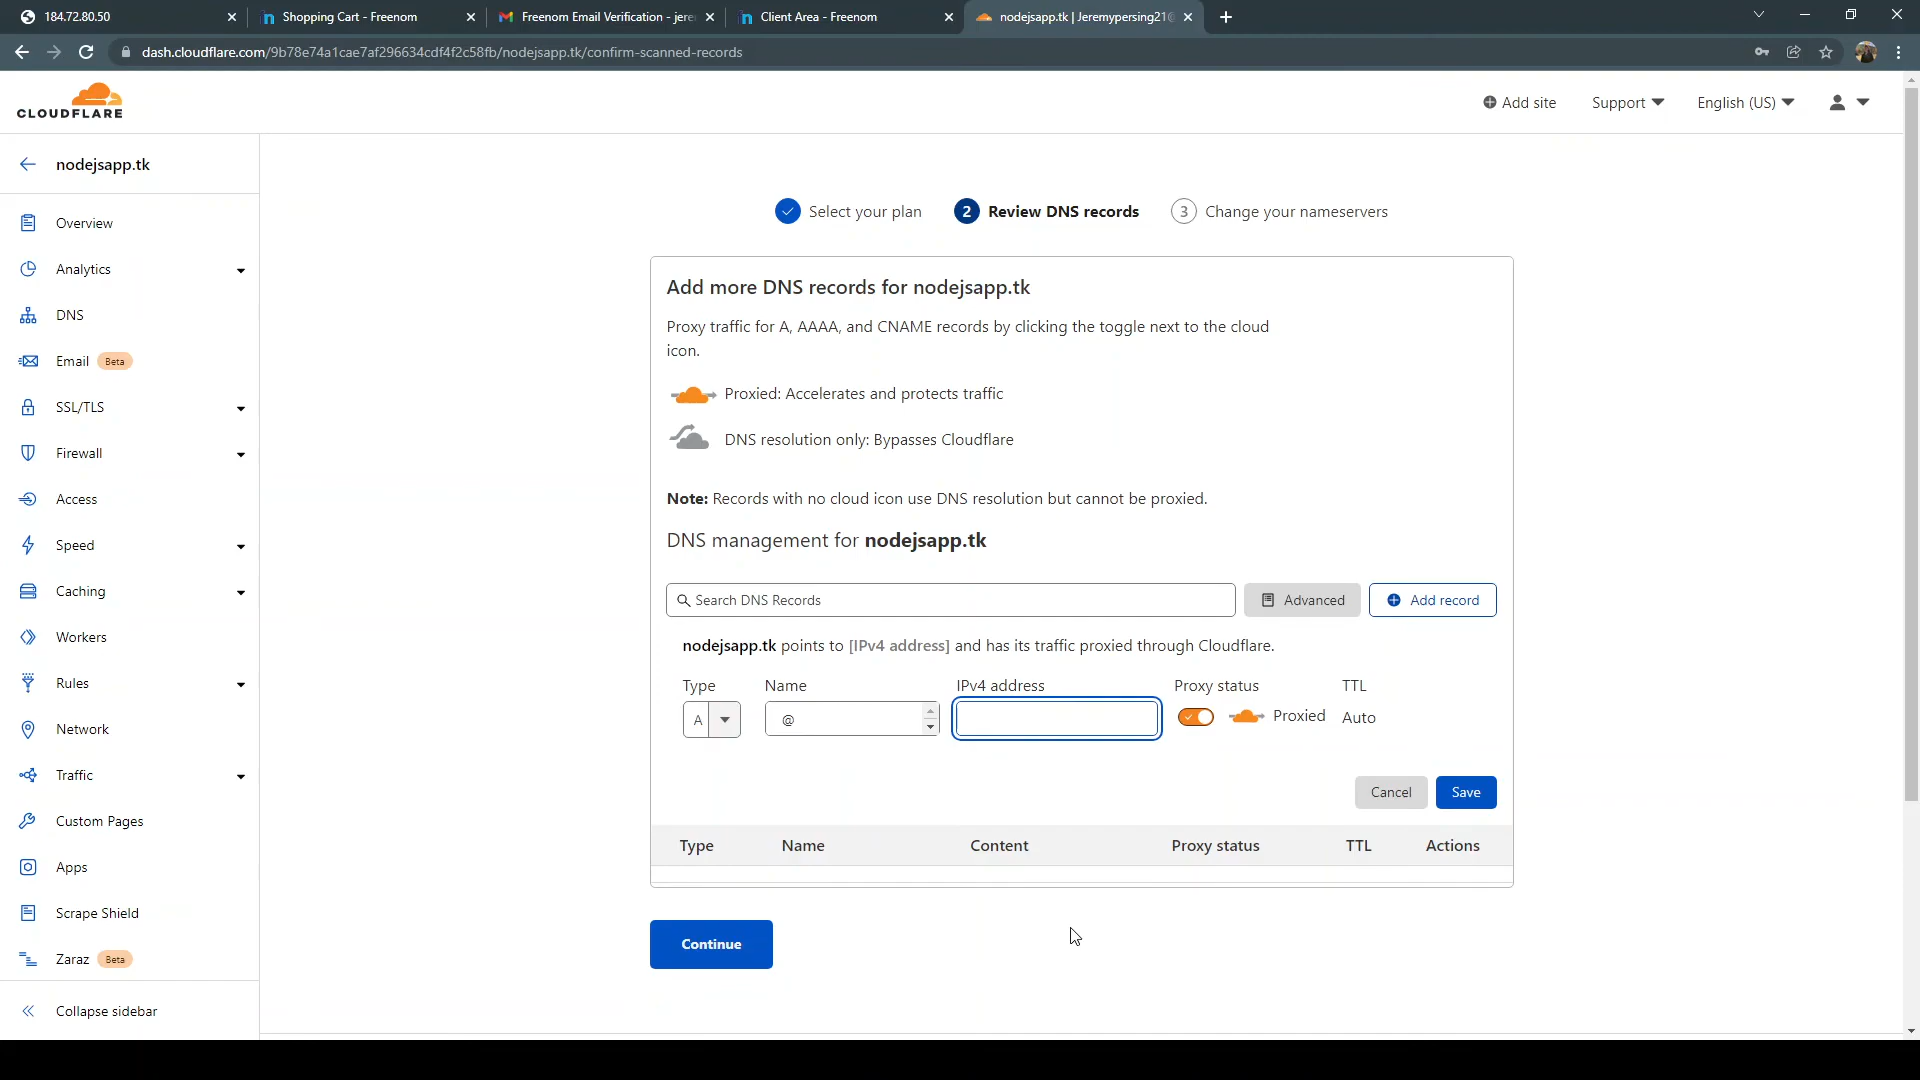 184.72.80.50
Shopping Cart - Freenom
Freenom Email Verification - jere
Client Area - Freenom
nodejsapp.tk | Jeremypersing21@
dash.cloudflare.com/9b78e74a1cae7af296634cdf4f2c58fb/nodejsapp.tk/confirm-scanned-records
CLOUDFLARE
Add site
Support
English (US)
nodejsapp.tk
Overview
Analytics
DNS
Email Beta
SSL/TLS
Firewall
Access
Speed
Caching
Workers
Rules
Network
Traffic
Custom Pages
Apps
Scrape Shield
Zaraz Beta
Collapse sidebar
Select your plan
2 Review DNS records
3 Change your nameservers
Add more DNS records for nodejsapp.tk
Proxy traffic for A, AAAA, and CNAME records by clicking the toggle next to the cloud
icon.
Proxied: Accelerates and protects traffic
DNS resolution only: Bypasses Cloudflare
Note: Records with no cloud icon use DNS resolution but cannot be proxied.
DNS management for nodejsapp.tk
Search DNS Records
Advanced
Add record
nodejsapp.tk points to [IPv4 address] and has its traffic proxied through Cloudflare.
Type Name IPv4 address Proxy status TTL
A @ Proxied Auto
Cancel Save
Type Name Content Proxy status TTL Actions
Continue